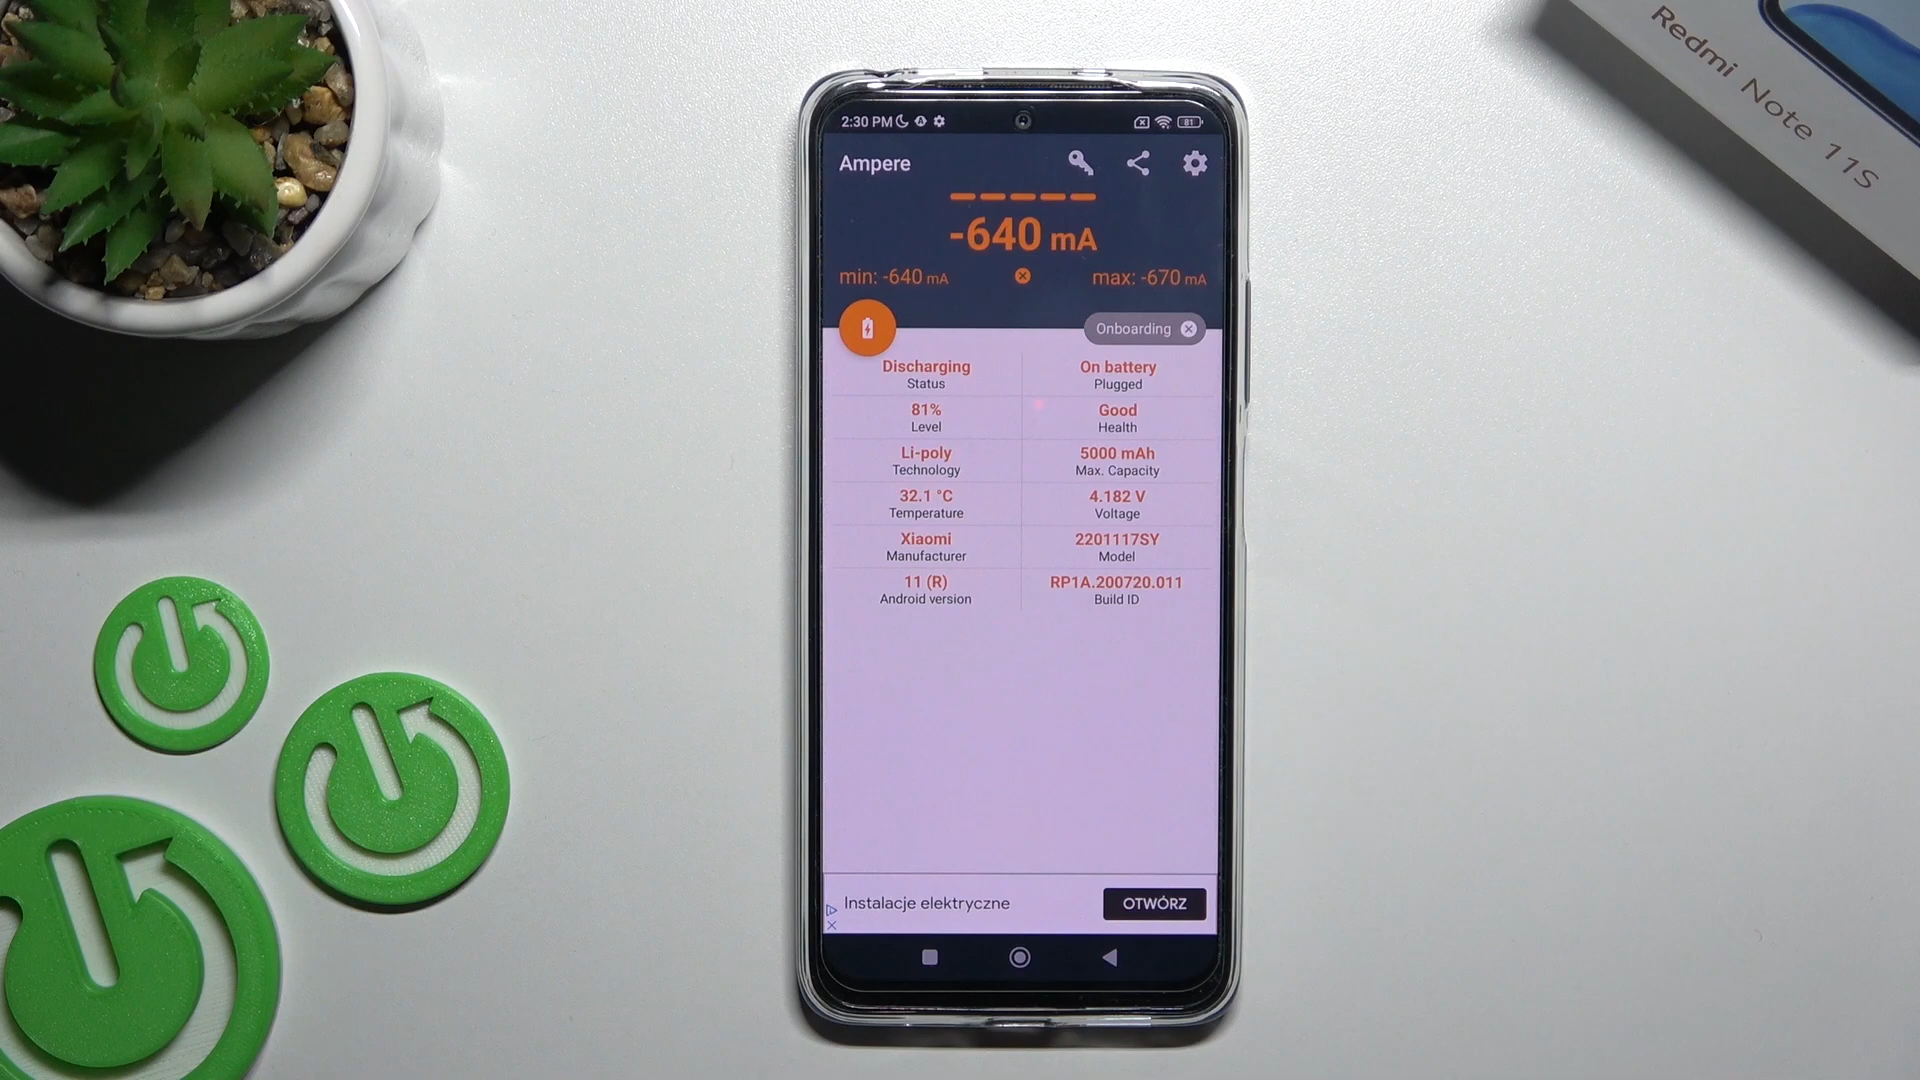 Redmi Note 11S
2:30 PM 81
Ampere
-640 mA
min: -640 mA max: -670 mA
Onboarding
Discharging On battery
Status Plugged
81% Good
Level Health
Li-poly 5000 mAh
Technology Max. Capacity
32.1 °C 4.182 V
Temperature Voltage
Xiaomi 2201117SY
Manufacturer Model
11 (R) RP1A.200720.011
Android version Build ID
Instalacje elektryczne OTWÓRZ